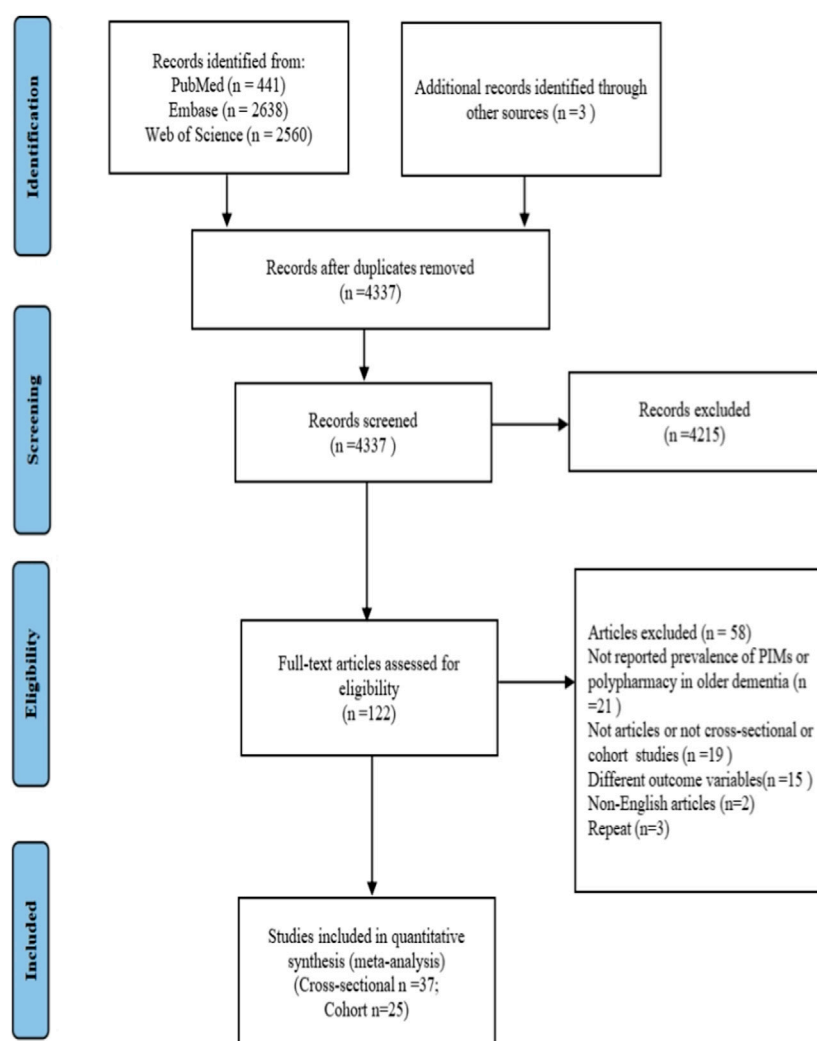 Identification
Records identified from:
PubMed (n = 441)
Embase (n = 2638)
Web of Science (n = 2560)
Additional records identified through
other sources (n =3 )
Records after duplicates removed
(n =4337)
Screening
Records screened
(n =4337 )
Records excluded
(n =4215)
Eligibility
Full-text articles assessed for
eligibility
(n =122)
Articles excluded (n = 58)
Not reported prevalence of PIMs or
polypharmacy in older dementia (n
=21 )
Not articles or not cross-sectional or
cohort studies (n =19 )
Different outcome variables(n =15 )
Non-English articles (n=2)
Repeat (n=3)
Included
Studies included in quantitative
synthesis (meta-analysis)
(Cross-sectional n =37;
Cohort n=25)